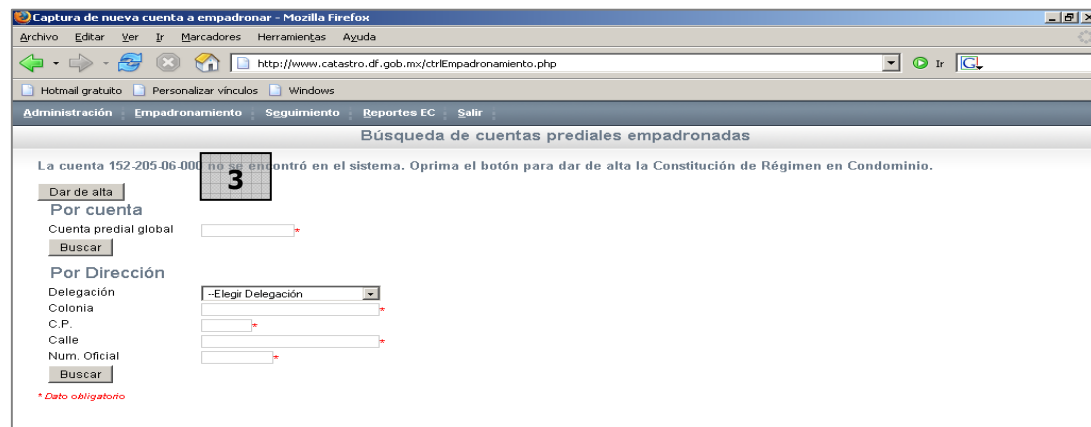 Captura de nueva cuenta a empadronar - Mozilla Firefox
Archivo Editar Ver Ir Marcadores Herramientas Ayuda
http://www.catastro.df.gob.mx/ctrlEmpadronamiento.php Ir G
Hotmail gratuito Personalizar vínculos Windows
Administración Empadronamiento Seguimiento Reportes EC Salir
Búsqueda de cuentas prediales empadronadas
La cuenta 152-205-06-000 no se encontró en el sistema. Oprima el botón para dar de alta la Constitución de Régimen en Condominio.
3
Dar de alta
Por cuenta
Cuenta predial global *
Buscar
Por Dirección
Delegación --Elegir Delegación
Colonia *
C.P. *
Calle *
Num. Oficial *
Buscar
* Dato obligatorio